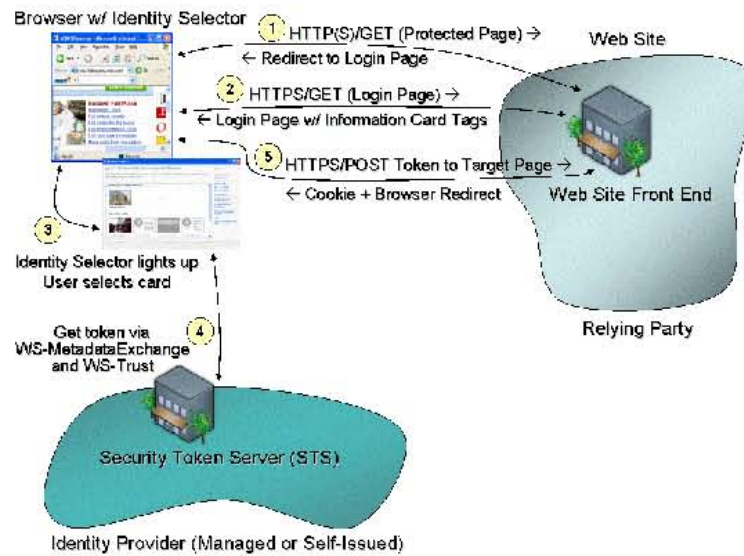 Browser w/ Identity Selector
1
HTTP(S)/GET (Protected Page) →
← Redirect to Login Page
Web Site
2
HTTPS/GET (Login Page) →
← Login Page w/ Information Card Tags
5
HTTPS/POST Token to Target Page →
← Cookie + Browser Redirect
Web Site Front End
3
Identity Selector lights up
User selects card
Relying Party
4
Get token via
WS-MetadataExchange
and WS-Trust
Security Token Server (STS)
Identity Provider (Managed or Self-Issued)